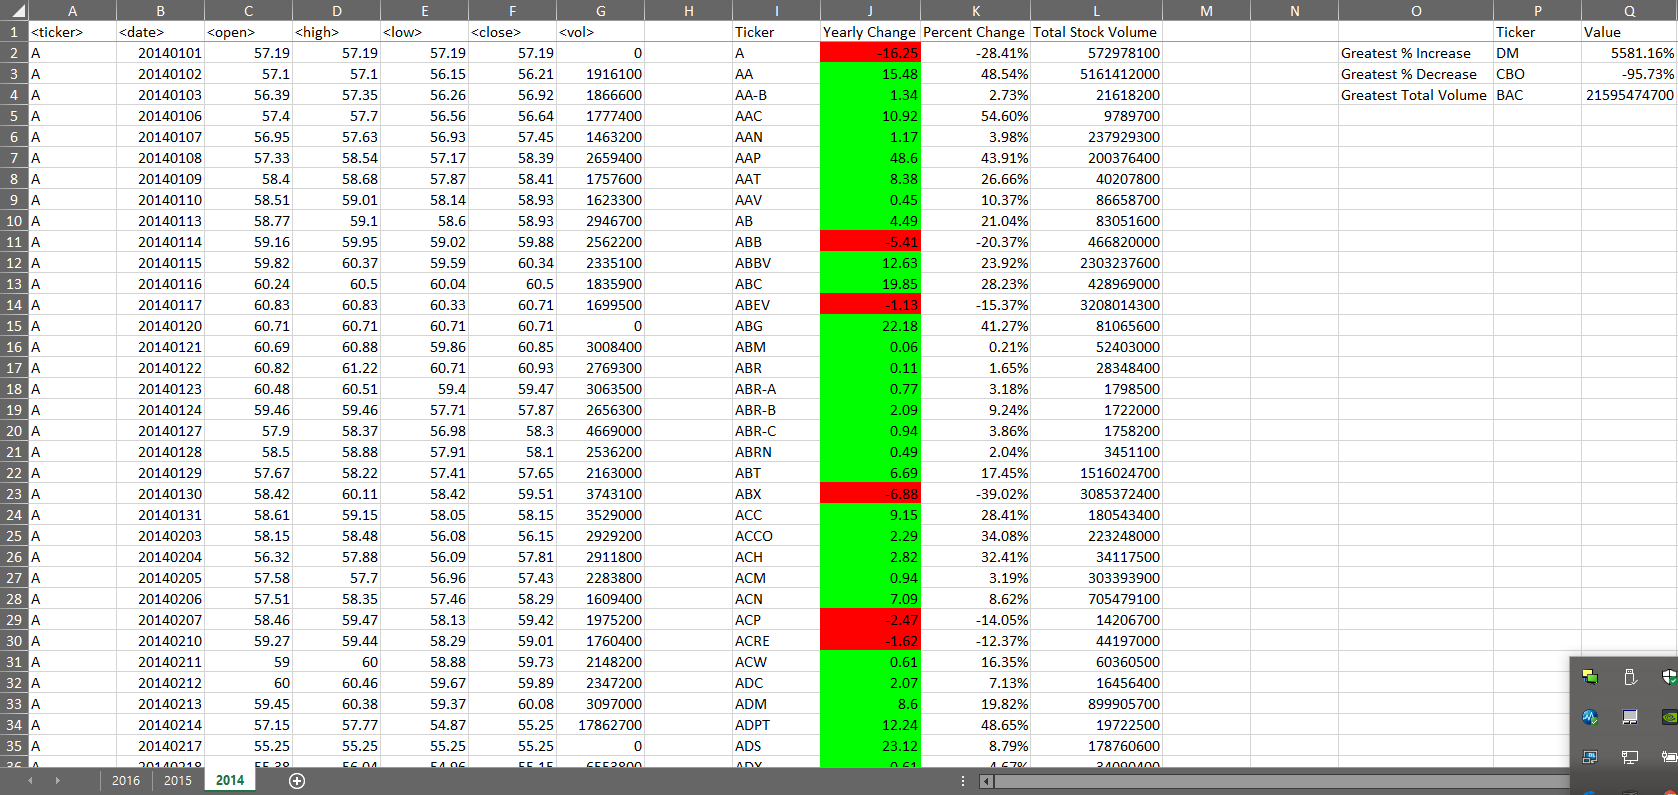 A B C D E F G H I J K L M N O P Q
1 <ticker> <date> <open> <high> <low> <close> <vol> Ticker Yearly Change Percent Change Total Stock Volume Ticker Value
2 A 20140101 57.19 57.19 57.19 57.19 0 A -16.25 -28.41% 572978100 Greatest % Increase DM 5581.16%
3 A 20140102 57.1 57.1 56.15 56.21 1916100 AA 15.48 48.54% 5161412000 Greatest % Decrease CBO -95.73%
4 A 20140103 56.39 57.35 56.26 56.92 1866600 AA-B 1.34 2.73% 21618200 Greatest Total Volume BAC 21595474700
5 A 20140106 57.4 57.7 56.56 56.64 1777400 AAC 10.92 54.60% 9789700
6 A 20140107 56.95 57.63 56.93 57.45 1463200 AAN 1.17 3.98% 237929300
7 A 20140108 57.33 58.54 57.17 58.39 2659400 AAP 48.6 43.91% 200376400
8 A 20140109 58.4 58.68 57.87 58.41 1757600 AAT 8.38 26.66% 40207800
9 A 20140110 58.51 59.01 58.14 58.93 1623300 AAV 0.45 10.37% 86658700
10 A 20140113 58.77 59.1 58.6 58.93 2946700 AB 4.49 21.04% 83051600
11 A 20140114 59.16 59.95 59.02 59.88 2562200 ABB -5.41 -20.37% 466820000
12 A 20140115 59.82 60.37 59.59 60.34 2335100 ABBV 12.63 23.92% 2303237600
13 A 20140116 60.24 60.5 60.04 60.5 1835900 ABC 19.85 28.23% 428969000
14 A 20140117 60.83 60.83 60.33 60.71 1699500 ABEV -1.13 -15.37% 3208014300
15 A 20140120 60.71 60.71 60.71 60.71 0 ABG 22.18 41.27% 81065600
16 A 20140121 60.69 60.88 59.86 60.85 3008400 ABM 0.06 0.21% 52403000
17 A 20140122 60.82 61.22 60.71 60.93 2769300 ABR 0.11 1.65% 28348400
18 A 20140123 60.48 60.51 59.4 59.47 3063500 ABR-A 0.77 3.18% 1798500
19 A 20140124 59.46 59.46 57.71 57.87 2656300 ABR-B 2.09 9.24% 1722000
20 A 20140127 57.9 58.37 56.98 58.3 4669000 ABR-C 0.94 3.86% 1758200
21 A 20140128 58.5 58.88 57.91 58.1 2536200 ABRN 0.49 2.04% 3451100
22 A 20140129 57.67 58.22 57.41 57.65 2163000 ABT 6.69 17.45% 1516024700
23 A 20140130 58.42 60.11 58.42 59.51 3743100 ABX -6.88 -39.02% 3085372400
24 A 20140131 58.61 59.15 58.05 58.15 3529000 ACC 9.15 28.41% 180543400
25 A 20140203 58.15 58.48 56.08 56.15 2929200 ACCO 2.29 34.08% 223248000
26 A 20140204 56.32 57.88 56.09 57.81 2911800 ACH 2.82 32.41% 34117500
27 A 20140205 57.58 57.7 56.96 57.43 2283800 ACM 0.94 3.19% 303393900
28 A 20140206 57.51 58.35 57.46 58.29 1609400 ACN 7.09 8.62% 705479100
29 A 20140207 58.46 59.47 58.13 59.42 1975200 ACP -2.47 -14.05% 14206700
30 A 20140210 59.27 59.44 58.29 59.01 1760400 ACRE -1.62 -12.37% 44197000
31 A 20140211 59 60 58.88 59.73 2148200 ACW 0.61 16.35% 60360500
32 A 20140212 60 60.46 59.67 59.89 2347200 ADC 2.07 7.13% 16456400
33 A 20140213 59.45 60.38 59.37 60.08 3097000 ADM 8.6 19.82% 899905700
34 A 20140214 57.15 57.77 54.87 55.25 17862700 ADPT 12.24 48.65% 19722500
35 A 20140217 55.25 55.25 55.25 55.25 0 ADS 23.12 8.79% 178760600
2016 2015 2014